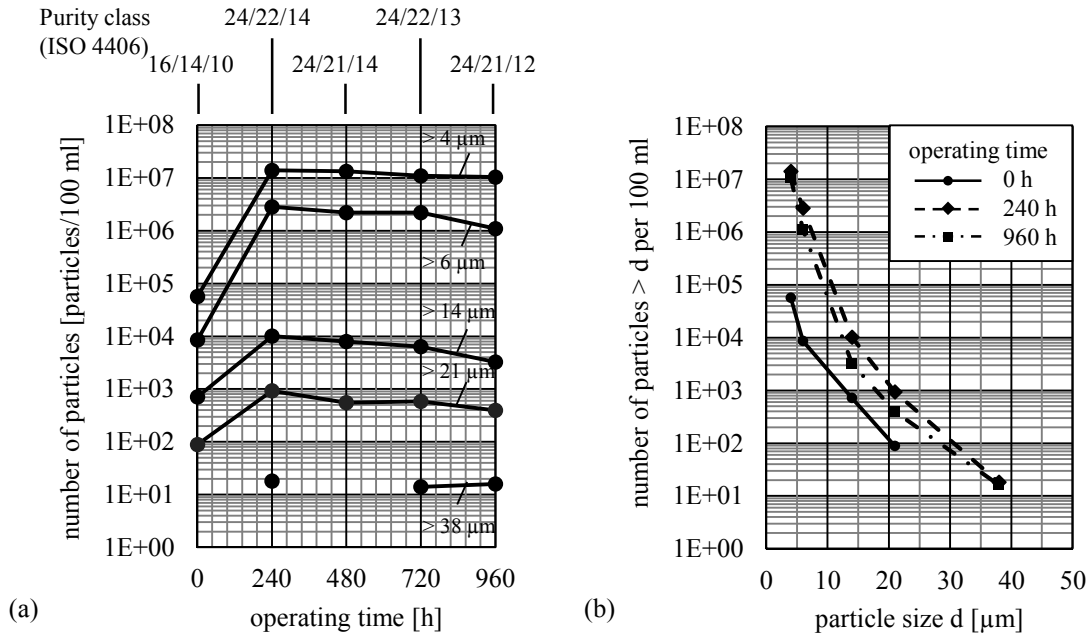 Purity class
(ISO 4406)
24/22/14
24/22/13
16/14/10
24/21/14
24/21/12
number of particles [particles/100 ml]
1E+08
1E+07
1E+06
1E+05
1E+04
1E+03
1E+02
1E+01
1E+00
> 4 µm
> 6 µm
> 14 µm
> 21 µm
> 38 µm
0
240
480
720
960
operating time [h]
(a)
number of particles > d per 100 ml
1E+08
1E+07
1E+06
1E+05
1E+04
1E+03
1E+02
1E+01
1E+00
operating time
0 h
240 h
960 h
0
10
20
30
40
50
particle size d [µm]
(b)